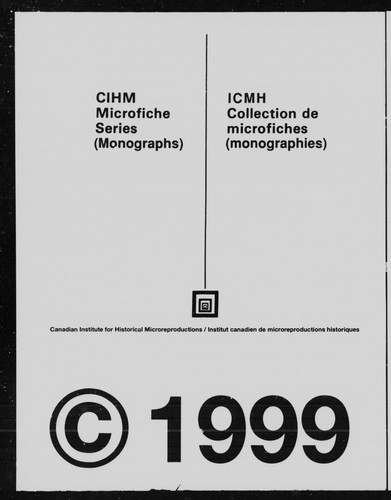 CIHM
Microfiche
Series
(Monographs)
ICMH
Collection de
microfiches
(monographies)
Canadian Institute for Historical Microreproductions / Institut canadien de microreproductions historiques
© 1999